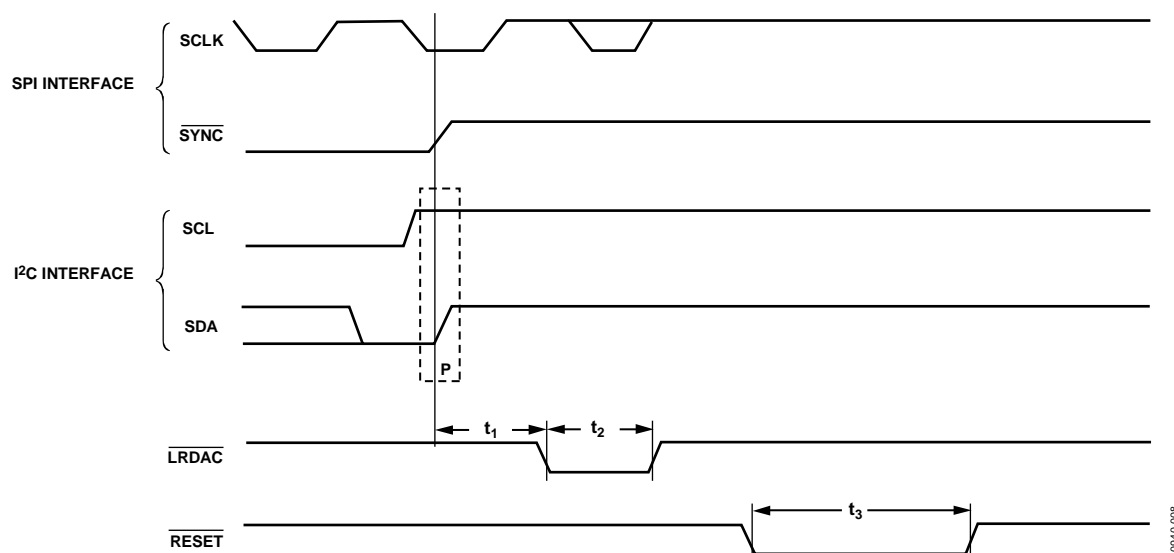 SCLK
SPI INTERFACE
SYNC
SCL
I²C INTERFACE
SDA
P
t₁
t₂
LRDAC
t₃
RESET